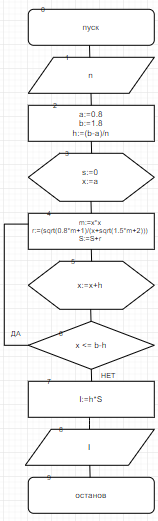 0
пуск
1
n
2
a:=0.8
b:=1.8
h:=(b-a)/n
3
s:=0
x:=a
4
m:=x*x
r:=(sqrt(0.8*m+1)/(x+sqrt(1.5*m+2)))
S:=S+r
5
x:=x+h
ДА
6
x <= b-h
НЕТ
7
I:=h*S
8
I
9
останов